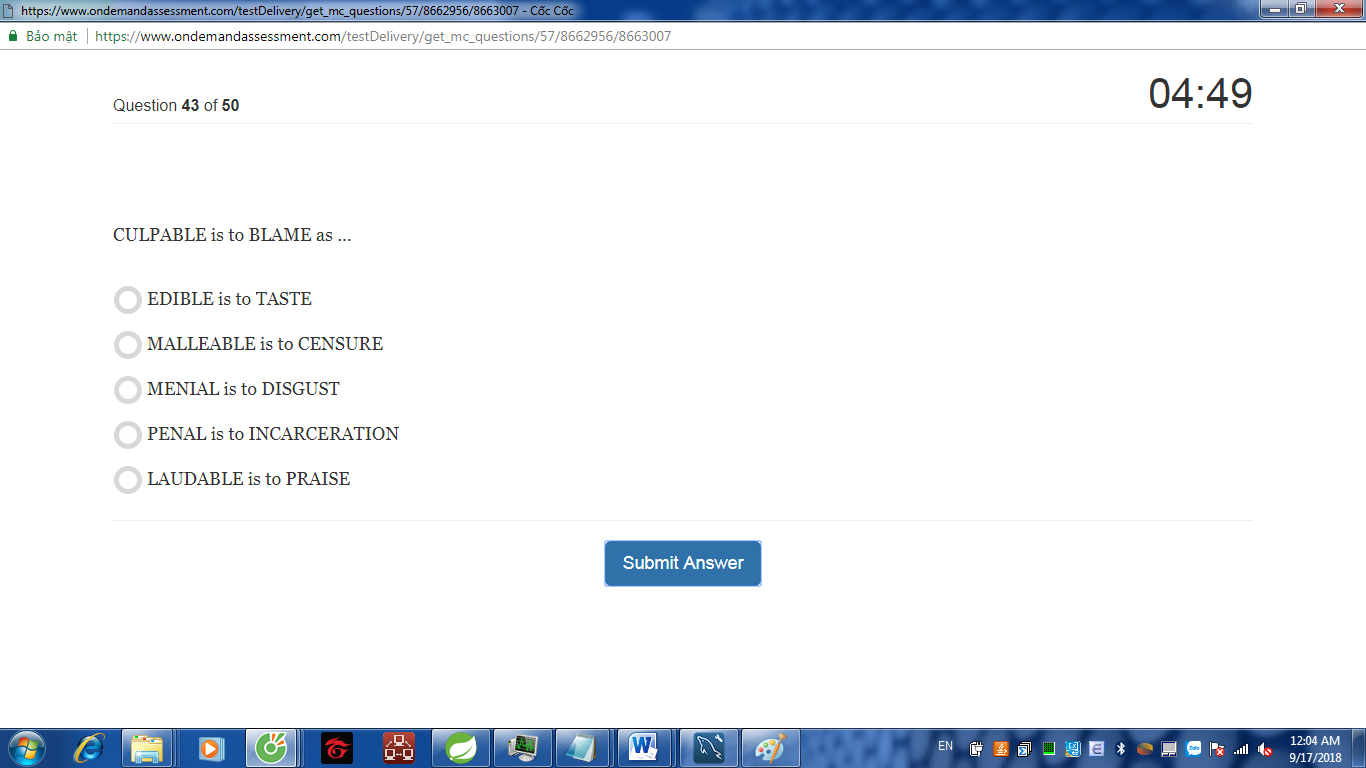 https://www.ondemandassessment.com/testDelivery/get_mc_questions/57/8662956/8663007 - Cốc Cốc
Bảo mật | https://www.ondemandassessment.com/testDelivery/get_mc_questions/57/8662956/8663007
Question 43 of 50
04:49
CULPABLE is to BLAME as ...
EDIBLE is to TASTE
MALLEABLE is to CENSURE
MENIAL is to DISGUST
PENAL is to INCARCERATION
LAUDABLE is to PRAISE
Submit Answer
EN
12:04 AM
9/17/2018